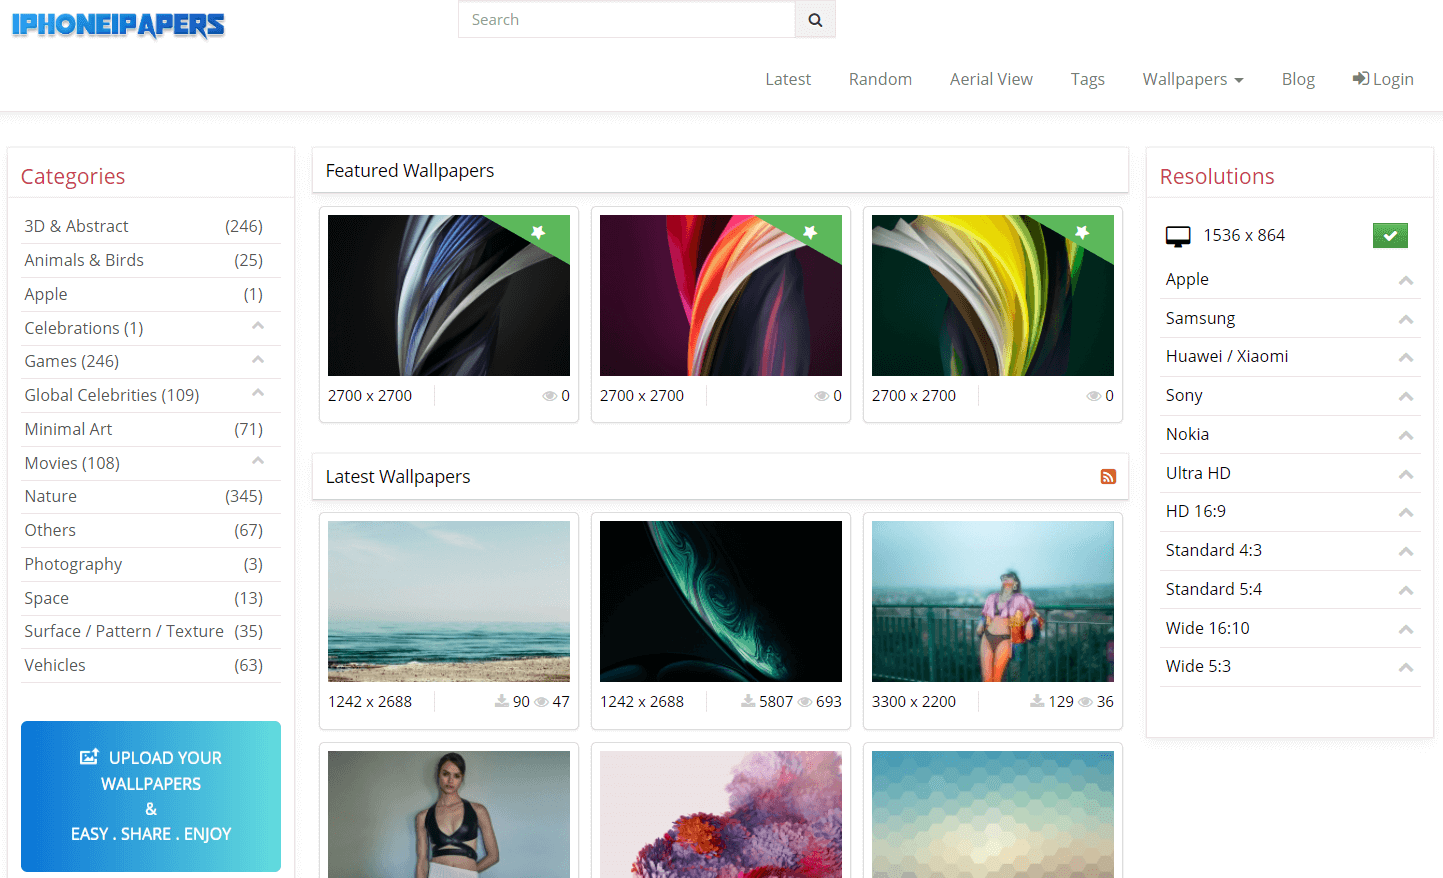 IPHONEIPAPERS
Search
Latest
Random
Aerial View
Tags
Wallpapers
Blog
Login
Categories
3D & Abstract (246)
Animals & Birds (25)
Apple (1)
Celebrations (1)
Games (246)
Global Celebrities (109)
Minimal Art (71)
Movies (108)
Nature (345)
Others (67)
Photography (3)
Space (13)
Surface / Pattern / Texture (35)
Vehicles (63)
UPLOAD YOUR
WALLPAPERS
&
EASY . SHARE . ENJOY
Featured Wallpapers
2700 x 2700 0
2700 x 2700 0
2700 x 2700 0
Latest Wallpapers
1242 x 2688 90 47
1242 x 2688 5807 693
3300 x 2200 129 36
Resolutions
1536 x 864
Apple
Samsung
Huawei / Xiaomi
Sony
Nokia
Ultra HD
HD 16:9
Standard 4:3
Standard 5:4
Wide 16:10
Wide 5:3